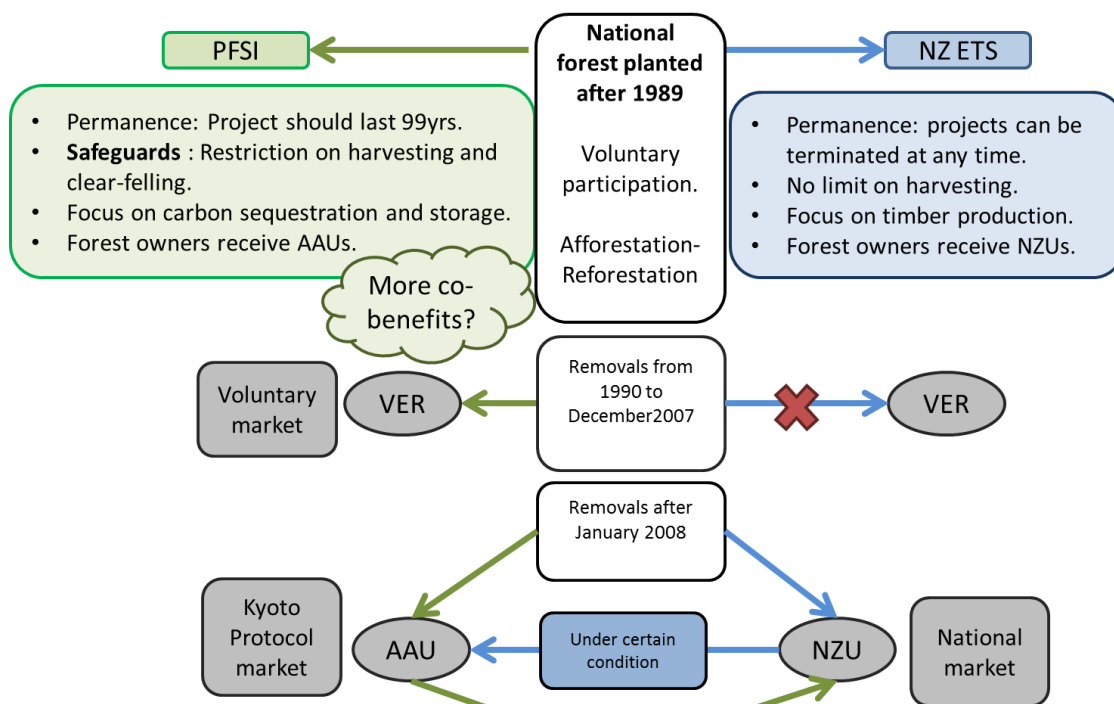 PFSI
National
forest planted
after 1989
Voluntary
participation.
Afforestation-
Reforestation
NZ ETS
• Permanence: Project should last 99yrs.
• Safeguards : Restriction on harvesting and
clear-felling.
• Focus on carbon sequestration and storage.
• Forest owners receive AAUs.
• Permanence: projects can be
terminated at any time.
• No limit on harvesting.
• Focus on timber production.
• Forest owners receive NZUs.
More co-
benefits?
Voluntary
market
VER
Removals from
1990 to
December2007
VER
Removals after
January 2008
Kyoto
Protocol
market
AAU
Under certain
condition
NZU
National
market